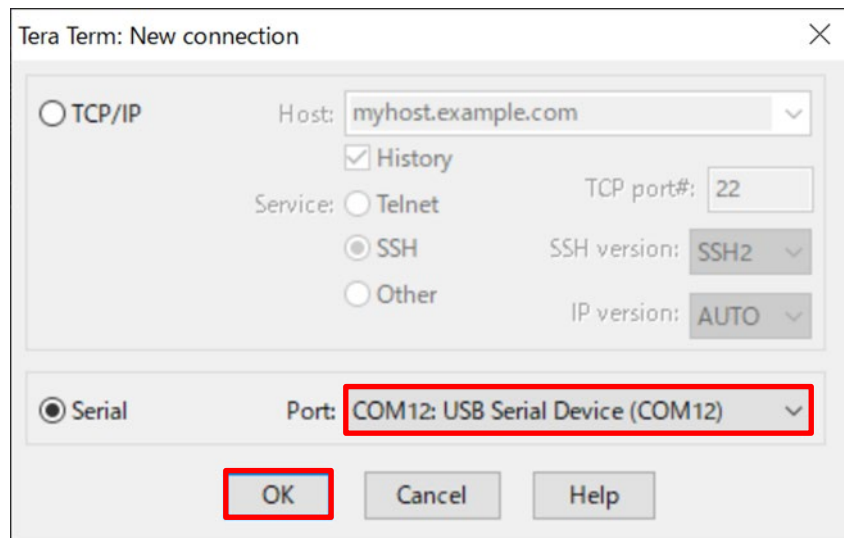 Tera Term: New connection
TCP/IP
Host: myhost.example.com
History
Service: Telnet
TCP port#: 22
SSH
SSH version: SSH2
Other
IP version: AUTO
Serial
Port: COM12: USB Serial Device (COM12)
OK
Cancel
Help